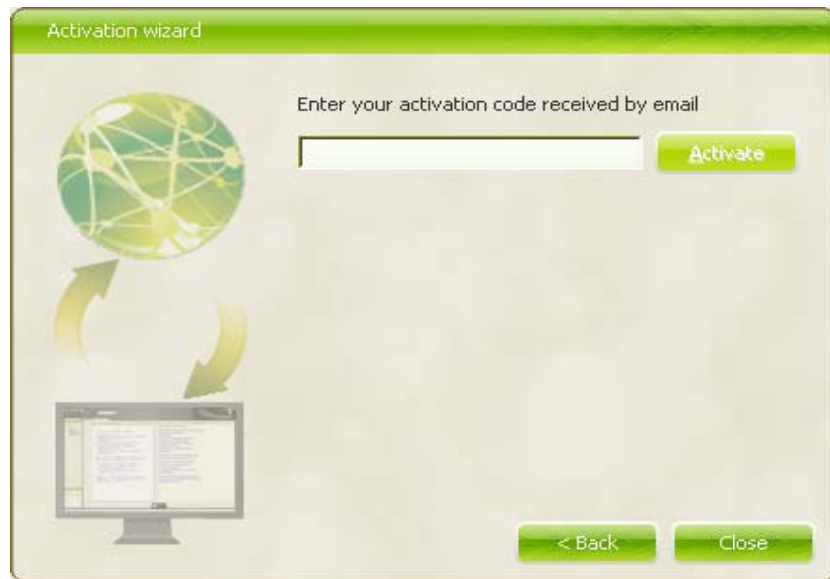 Activation wizard
Enter your activation code received by email
Activate
< Back
Close